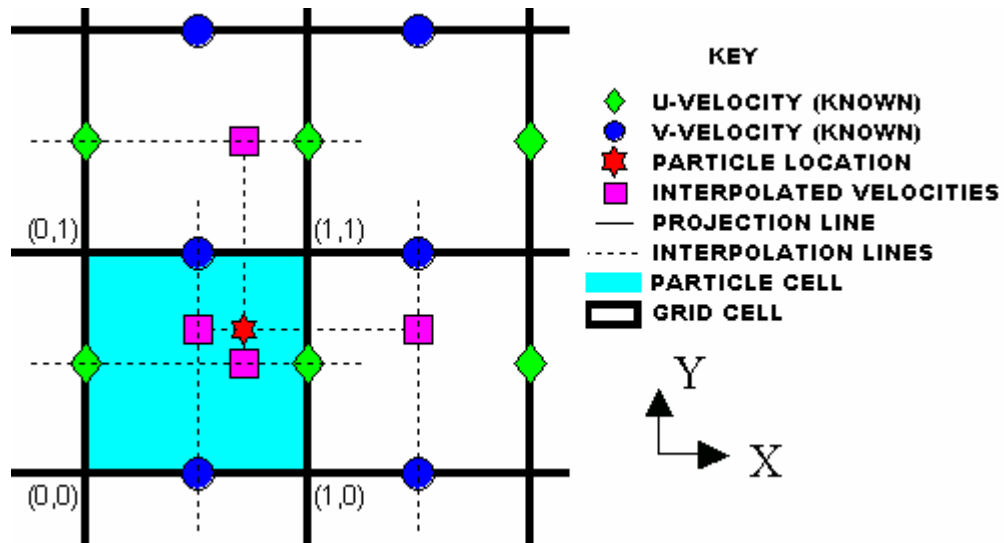 KEY
U-VELOCITY (KNOWN)
V-VELOCITY (KNOWN)
PARTICLE LOCATION
INTERPOLATED VELOCITIES
PROJECTION LINE
INTERPOLATION LINES
PARTICLE CELL
GRID CELL
(0,1)
(1,1)
(0,0)
(1,0)
Y
X